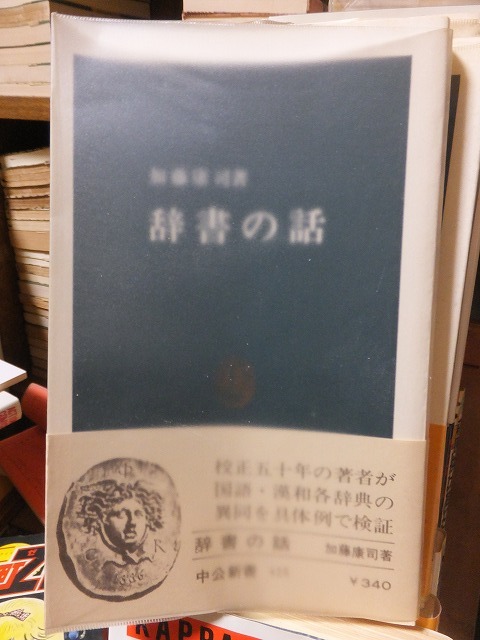 加藤康司著
辞書の話
校正五十年の著者が
国語・漢和各辞典の
異同を具体例で検証
辞書の話 加藤康司著
中公新書
￥340
1636
KAPPA